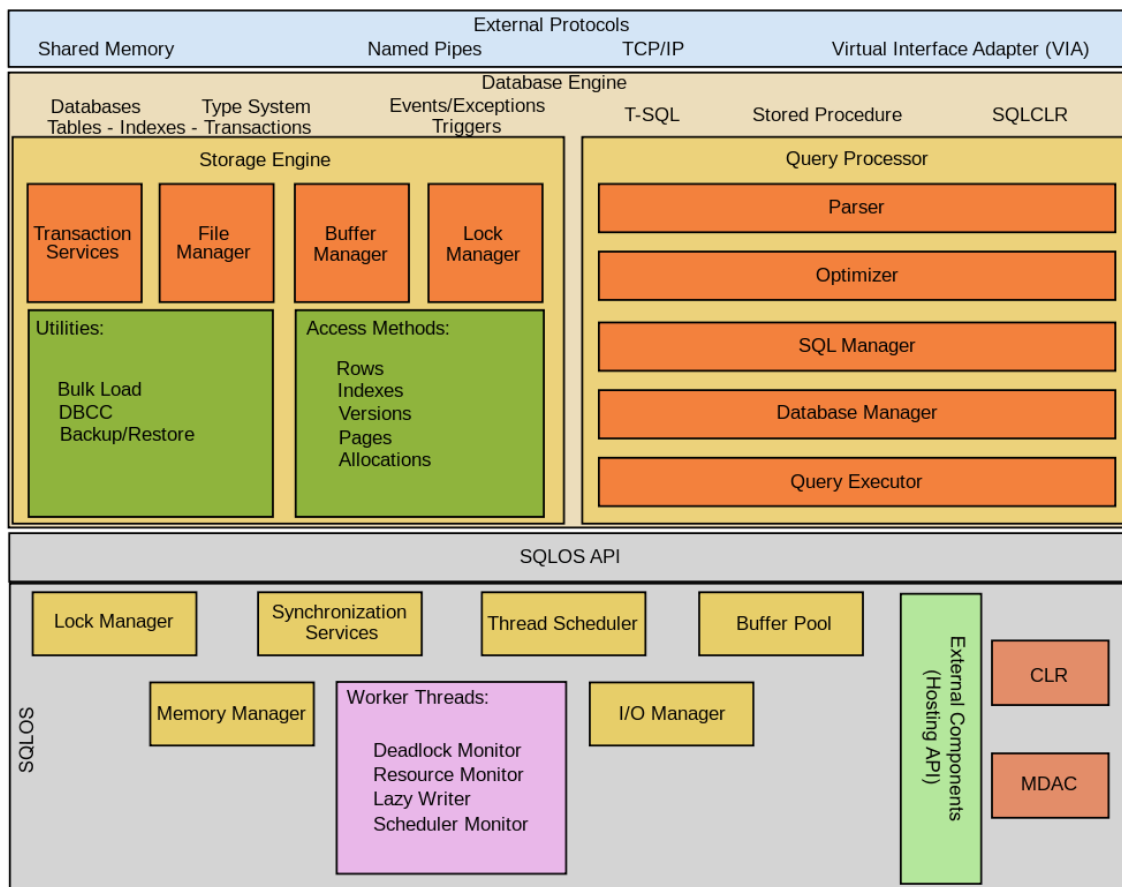 External Protocols
Shared Memory
Named Pipes
TCP/IP
Virtual Interface Adapter (VIA)
Database Engine
Databases
Type System
Tables - Indexes - Transactions
Events/Exceptions
Triggers
T-SQL
Stored Procedure
SQLCLR
Storage Engine
Transaction
Services
File
Manager
Buffer
Manager
Lock
Manager
Utilities:
Bulk Load
DBCC
Backup/Restore
Access Methods:
Rows
Indexes
Versions
Pages
Allocations
Query Processor
Parser
Optimizer
SQL Manager
Database Manager
Query Executor
SQLOS API
SQLOS
Lock Manager
Synchronization
Services
Thread Scheduler
Buffer Pool
Memory Manager
Worker Threads:
Deadlock Monitor
Resource Monitor
Lazy Writer
Scheduler Monitor
I/O Manager
External Components
(Hosting API)
CLR
MDAC